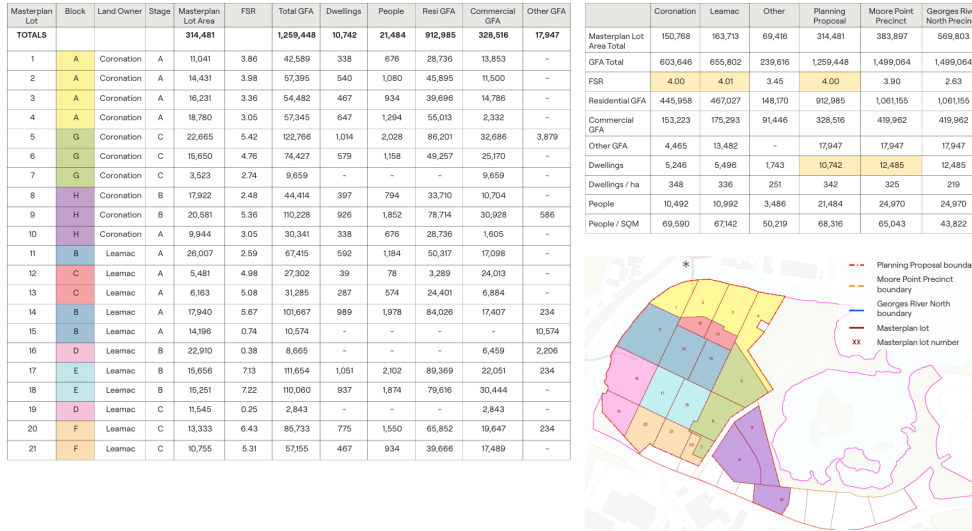 Masterplan Lot | Block | Land Owner | Stage | Masterplan Lot Area | FSR | Total GFA | Dwellings | People | Resi GFA | Commercial GFA | Other GFA
TOTALS 314,481 1,259,448 10,742 21,484 912,985 328,516 17,947
1 A Coronation A 11,041 3.86 42,589 338 676 28,736 13,853 -
2 A Coronation A 14,431 3.98 57,395 540 1,080 45,895 11,500 -
3 A Coronation A 16,231 3.36 54,482 467 934 39,696 14,786 -
4 A Coronation A 18,780 3.05 57,345 647 1,294 55,013 2,332 -
5 G Coronation C 22,665 5.42 122,766 1,014 2,028 86,201 32,686 3,879
6 G Coronation C 15,650 4.76 74,427 579 1,158 49,257 25,170 -
7 G Coronation C 3,523 2.74 9,659 - - - 9,659 -
8 H Coronation B 17,922 2.48 44,414 397 794 33,710 10,704 -
9 H Coronation B 20,581 5.36 110,228 926 1,852 78,714 30,928 586
10 H Coronation A 9,944 3.05 30,341 338 676 28,736 1,605 -
11 B Leamac A 26,007 2.59 67,415 592 1,184 50,317 17,098 -
12 C Leamac A 5,481 4.98 27,302 39 78 3,289 24,013 -
13 C Leamac A 6,163 5.08 31,285 287 574 24,401 6,884 -
14 B Leamac A 17,940 5.67 101,667 989 1,978 84,026 17,407 234
15 B Leamac A 14,196 0.74 10,574 - - - - 10,574
16 D Leamac B 22,910 0.38 8,665 - - 6,459 2,206
17 E Leamac B 15,656 7.13 111,654 1,051 2,102 89,369 22,051 234
18 E Leamac B 15,251 7.22 110,060 937 1,874 79,616 30,444 -
19 D Leamac C 11,545 0.25 2,843 - - - 2,843 -
20 F Leamac C 13,333 6.43 85,733 775 1,550 65,852 19,647 234
21 F Leamac C 10,755 5.31 57,155 467 934 39,666 17,489 -
Coronation | Leamac | Other | Planning Proposal | Moore Point Precinct | Georges River North Precinct
Masterplan Lot Area Total 150,768 163,713 69,416 314,481 383,897 569,803
GFA Total 603,646 655,802 239,616 1,259,448 1,499,064 1,499,064
FSR 4.00 4.01 3.45 4.00 3.90 2.63
Residential GFA 445,958 467,027 148,170 912,985 1,061,155 1,061,155
Commercial GFA 153,223 175,293 91,446 328,516 419,962 419,962
Other GFA 4,465 13,482 - 17,947 17,947 17,947
Dwellings 5,246 5,496 1,743 10,742 12,485 12,485
Dwellings / ha 348 336 251 342 325 219
People 10,492 10,992 3,486 21,484 24,970 24,970
People / SQM 69,590 67,142 50,219 68,316 65,043 43,822
*
Planning Proposal bounda
Moore Point Precinct
boundary
Georges River North
boundary
Masterplan lot
XX Masterplan lot number